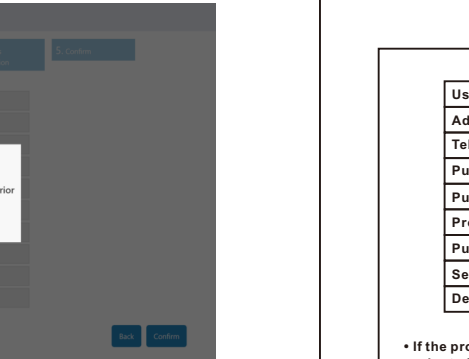 5. Confirm
rior
Back Confirm
Us
Ad
Tel
Pu
Pu
Pro
Pu
Se
De
• If the pro